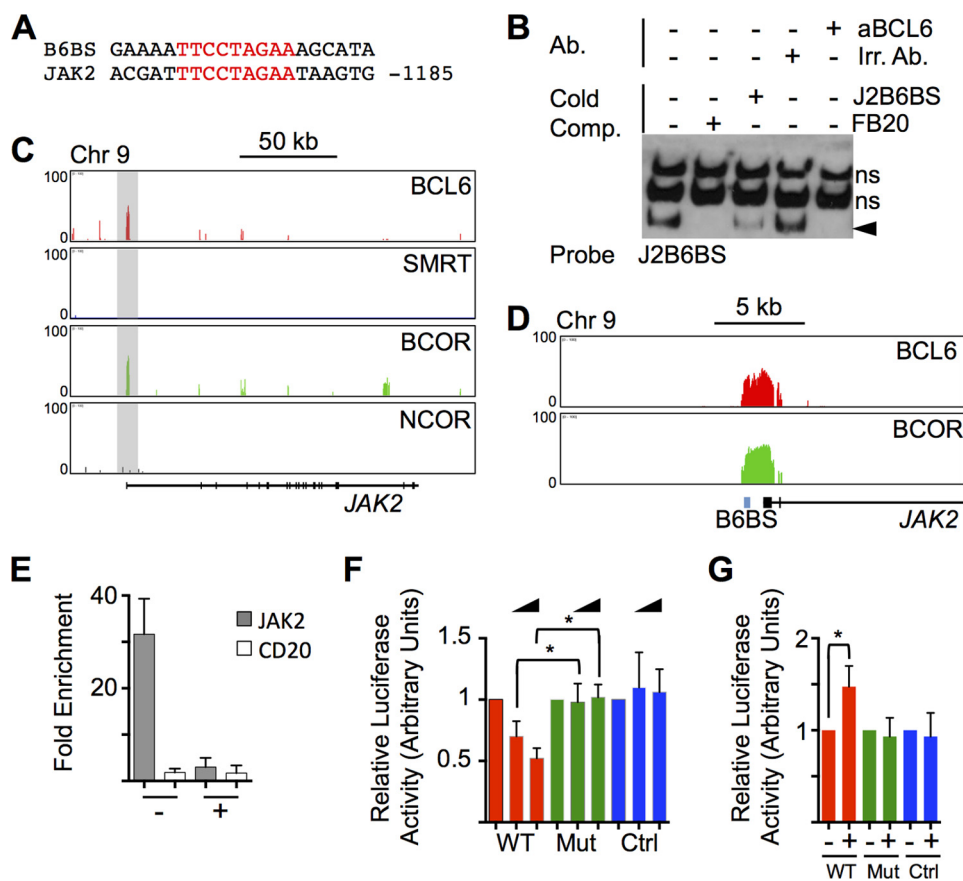 A
B6BS GAAAATTCCTAGAAAGCATA
JAK2 ACGATTTCCTAGAATAAGTG -1185
B
Ab.
- - - - + aBCL6
- - - + - Irr. Ab.
Cold
Comp.
- - + - - J2B6BS
- + - - - FB20
ns
ns
Probe J2B6BS
C
Chr 9
50 kb
100
BCL6
0
100
SMRT
0
100
BCOR
0
100
NCOR
0
JAK2
D
Chr 9
5 kb
100
BCL6
0
100
BCOR
0
B6BS
JAK2
E
Fold Enrichment
40
20
JAK2
CD20
- +
F
Relative Luciferase
Activity (Arbitrary Units)
1.5
1
0.5
*
*
WT Mut Ctrl
G
Relative Luciferase
Activity (Arbitrary Units)
2
1
0
*
- + - + - +
WT Mut Ctrl